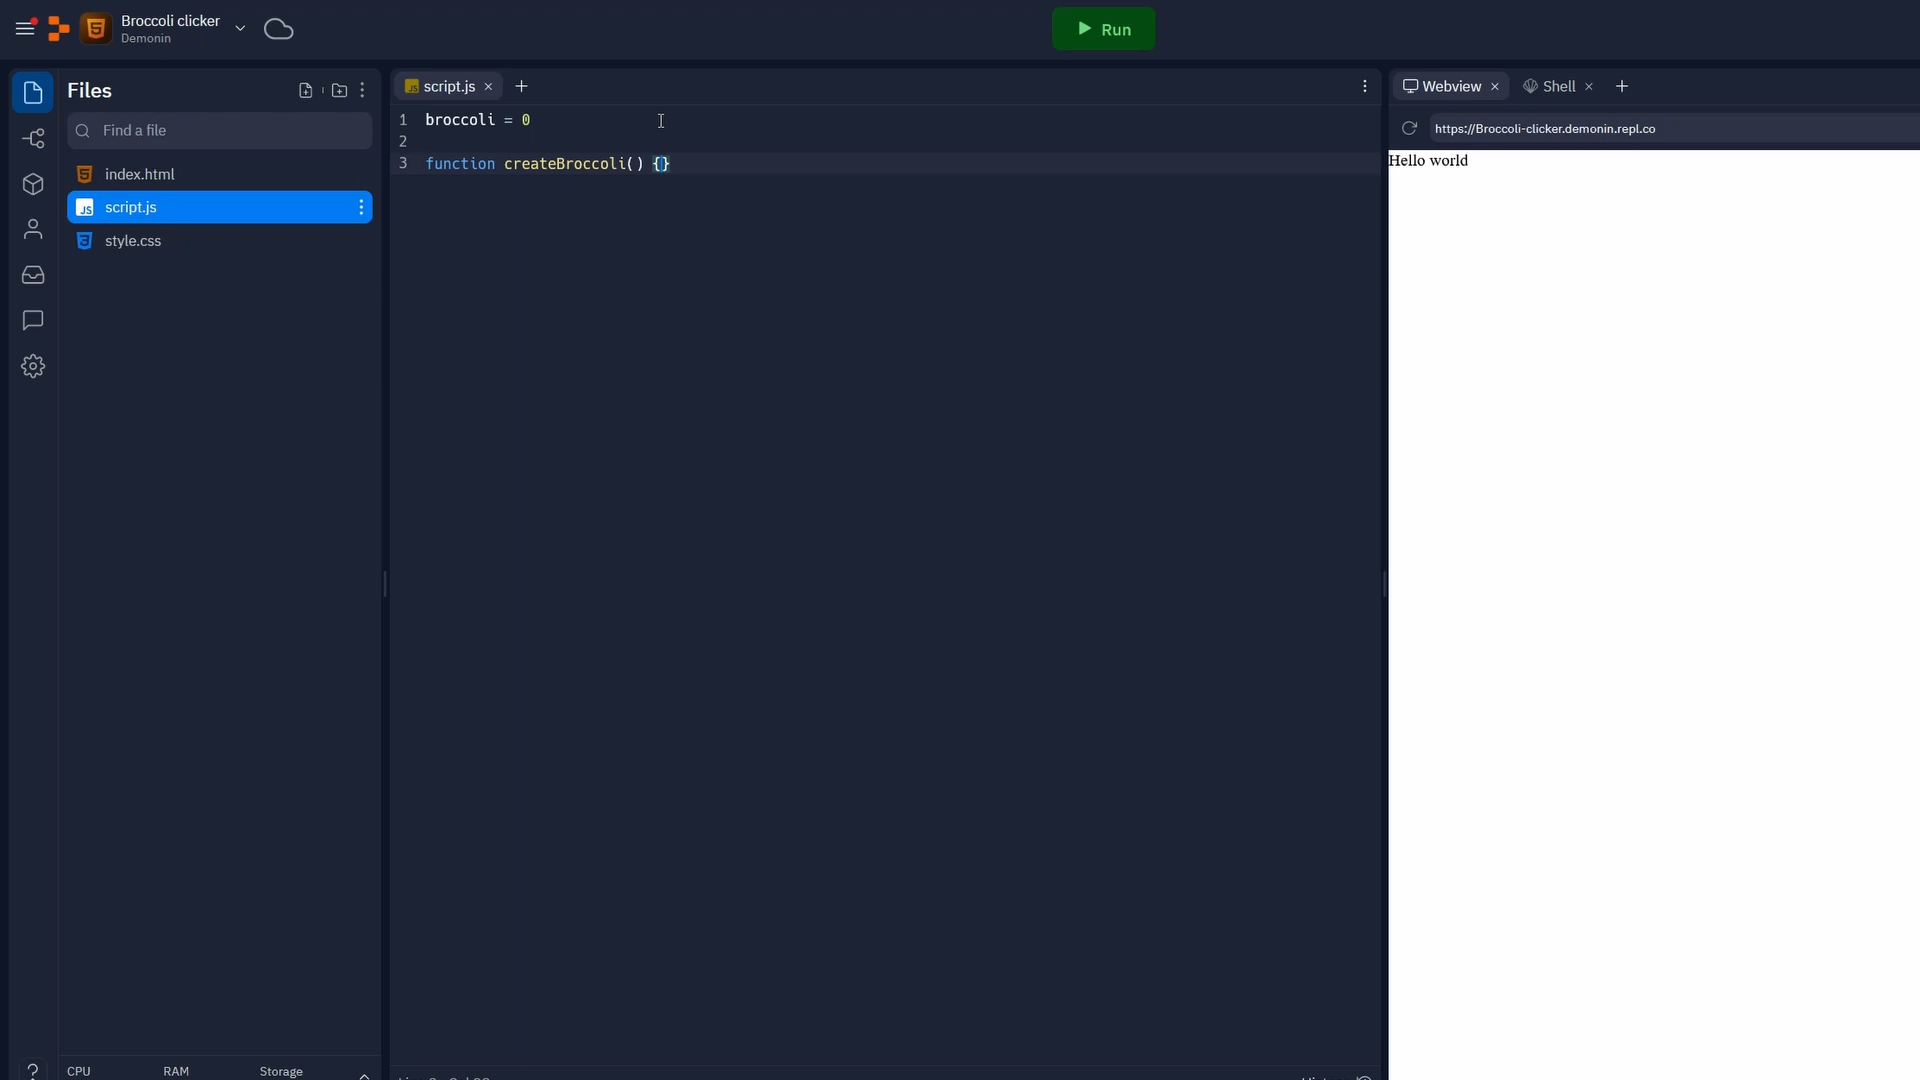 Broccoli clicker
Demonin
Run
Files
Find a file
index.html
script.js
style.css
CPU
RAM
Storage
?
script.js
1 broccoli = 0
2
3 function createBroccoli() {}
Webview
Shell
https://Broccoli-clicker.demonin.repl.co
Hello world